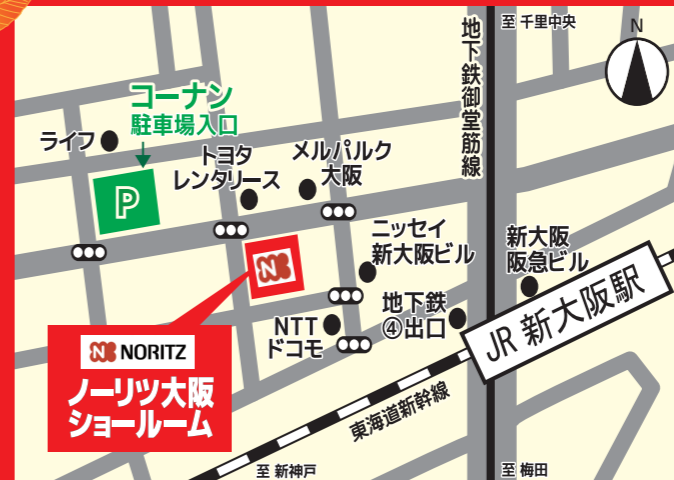 至 千里中央
N
地下鉄御堂筋線
コーナン
駐車場入口
ライフ
P
トヨタ
レンタリース
メルパルク
大阪
ニッセイ
新大阪ビル
新大阪
阪急ビル
N
NTT
ドコモ
地下鉄
④出口
JR 新大阪駅
NORITZ
ノーリツ大阪
ショールーム
東海道新幹線
至 新神戸
至 梅田